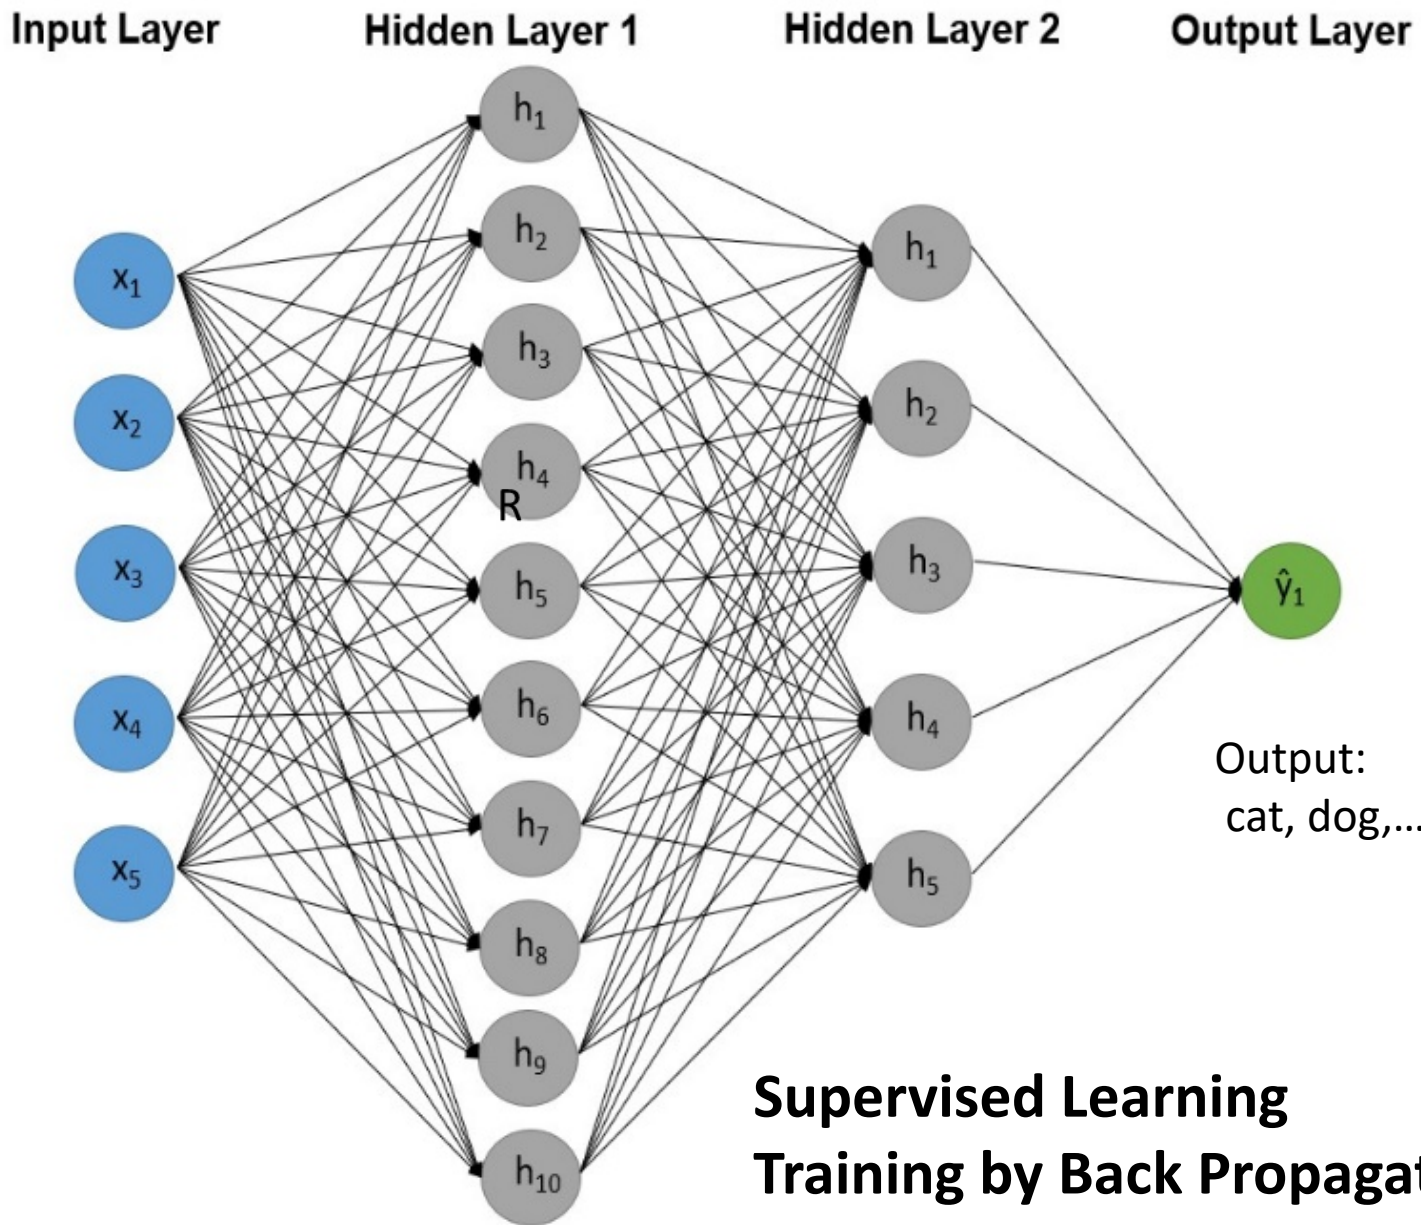 Input Layer
Hidden Layer 1
Hidden Layer 2
Output Layer
x₁
x₂
x₃
x₄
x₅
h₁
h₂
h₃
h₄
R
h₅
h₆
h₇
h₈
h₉
h₁₀
h₁
h₂
h₃
h₄
h₅
ŷ₁
Output:
cat, dog,...
Supervised Learning
Training by Back Propagat